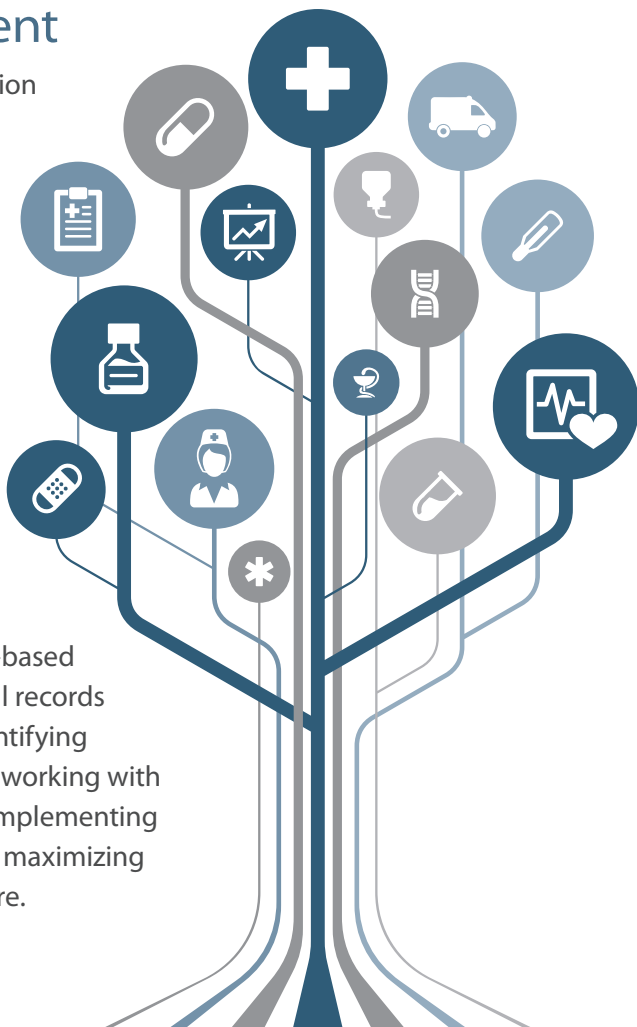 ent
ion
-based
l records
ntifying
working with
mplementing
maximizing
re.